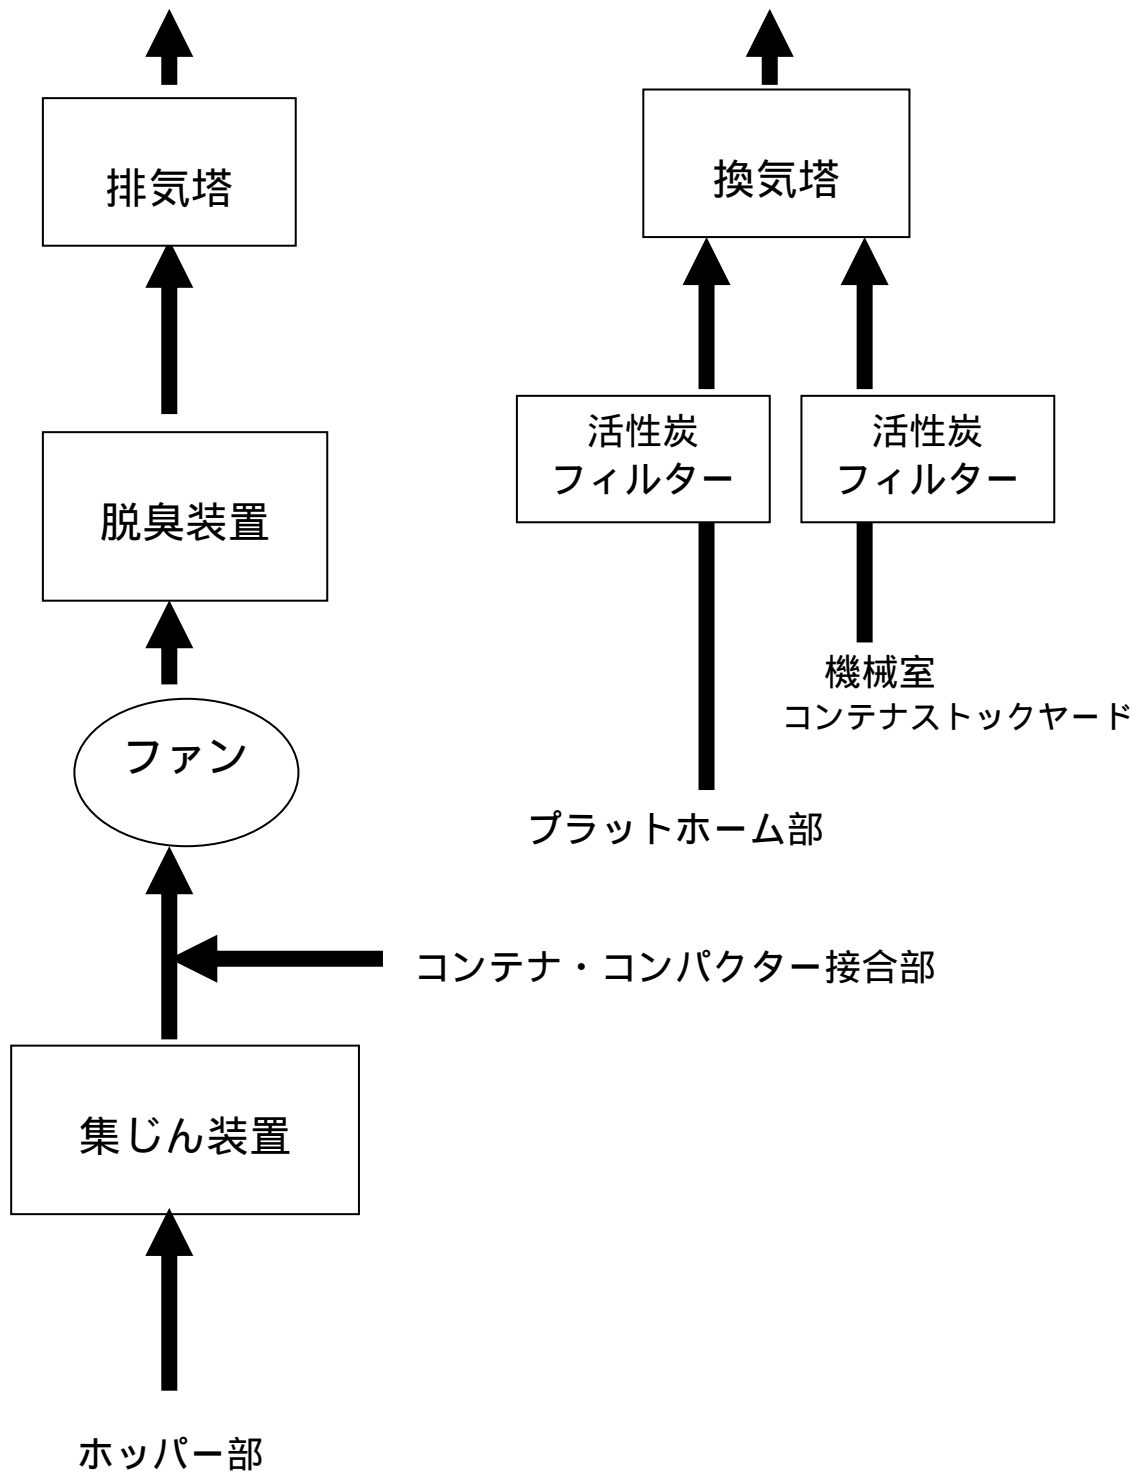 排気塔
換気塔
活性炭
フィルター
活性炭
フィルター
脱臭装置
機械室
コンテナストックヤード
ファン
プラットホーム部
コンテナ・コンパクター接合部
集じん装置
ホッパー部